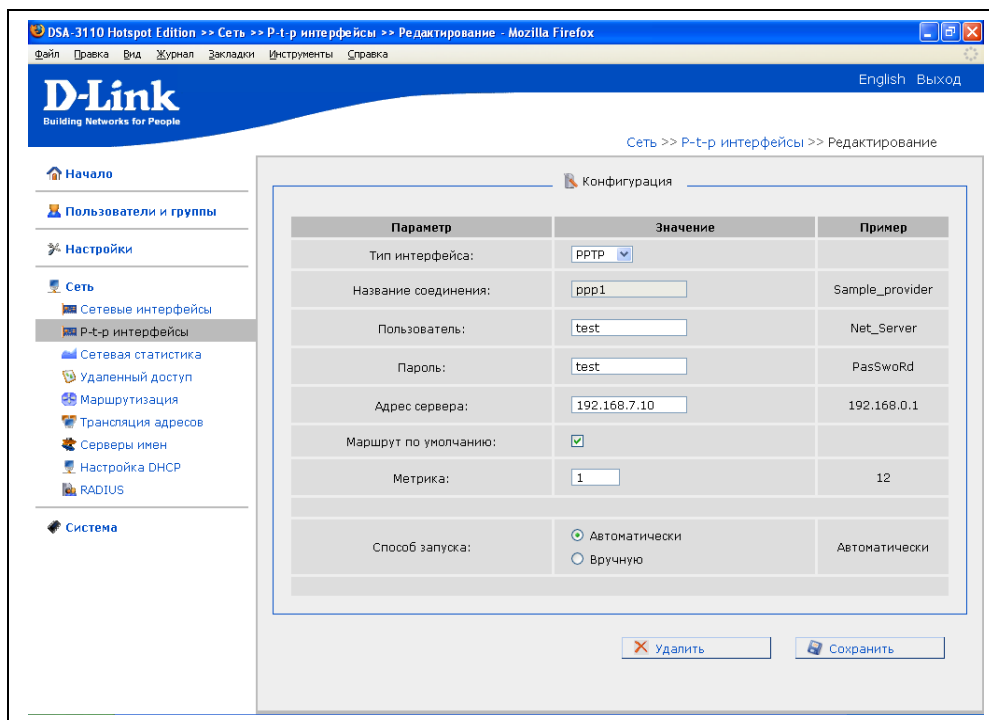 DSA-3110 Hotspot Edition >> Сеть >> P-t-p интерфейсы >> Редактирование - Mozilla Firefox
Файл Правка Вид Журнал Закладки Инструменты Справка
English Выход
D-Link
Building Networks for People
Сеть >> P-t-p интерфейсы >> Редактирование
Начало
Пользователи и группы
Настройки
Сеть
Сетевые интерфейсы
P-t-p интерфейсы
Сетевая статистика
Удаленный доступ
Маршрутизация
Трансляция адресов
Серверы имен
Настройка DHCP
RADIUS
Система
Конфигурация
Параметр Значение Пример
Тип интерфейса: PPTP
Название соединения: ppp1 Sample_provider
Пользователь: test Net_Server
Пароль: test PasSwoRd
Адрес сервера: 192.168.7.10 192.168.0.1
Маршрут по умолчанию:
Метрика: 1 12
Способ запуска: Автоматически Автоматически
Вручную
Удалить Сохранить